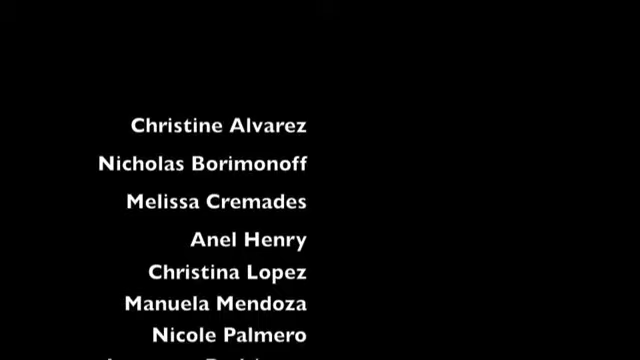 Christine Alvarez
Nicholas Borimonoff
Melissa Cremades
Anel Henry
Christina Lopez
Manuela Mendoza
Nicole Palmero